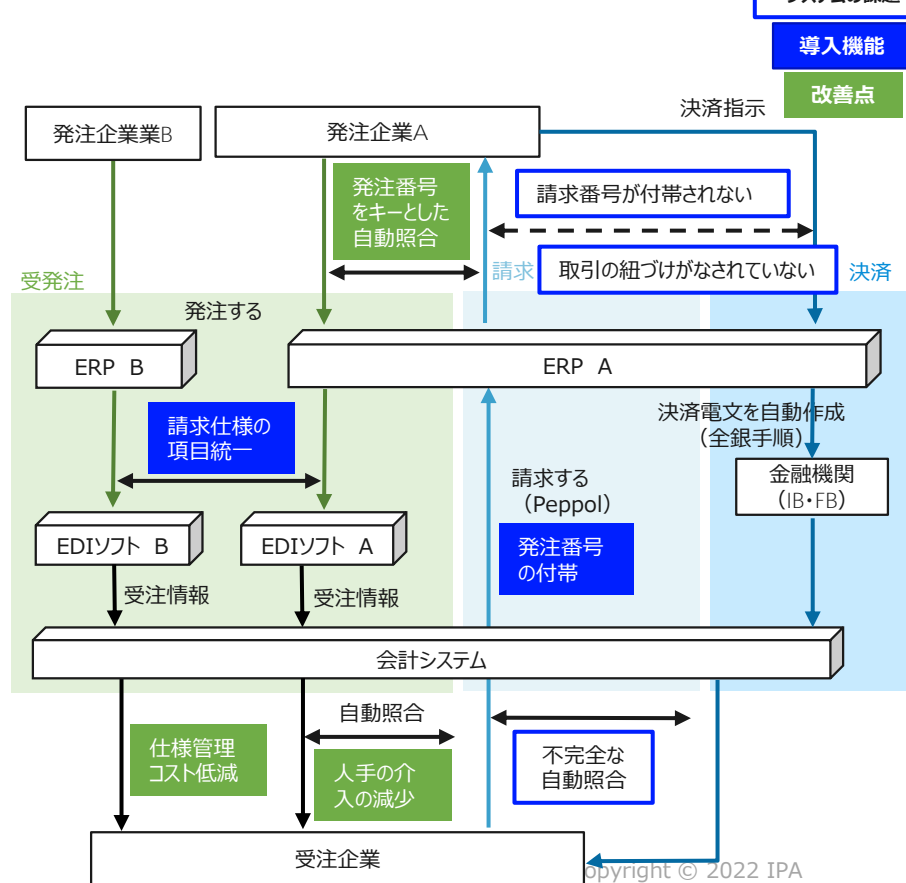 導入機能
改善点
決済指示
発注企業業B
発注企業A
発注番号
をキーとした
自動照合
請求番号が付帯されない
請求
取引の紐づけがなされていない
決済
受発注
発注する
ERP B
ERP A
請求仕様の
項目統一
決済電文を自動作成
（全銀手順）
請求する
（Peppol）
金融機関
（IB・FB）
発注番号
の付帯
EDIソフト B
EDIソフト A
受注情報
受注情報
会計システム
自動照合
仕様管理
コスト低減
人手の介
入の減少
不完全な
自動照合
受注企業
opyright © 2022 IPA